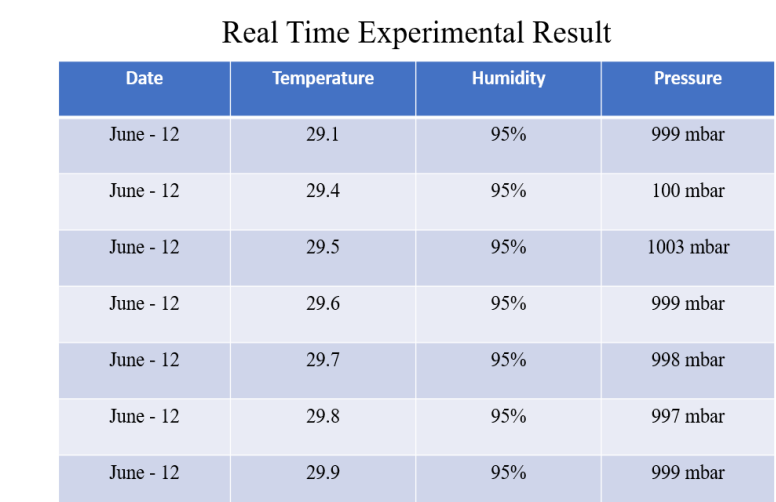 Real Time Experimental Result
Date Temperature Humidity Pressure
June - 12 29.1 95% 999 mbar
June - 12 29.4 95% 100 mbar
June - 12 29.5 95% 1003 mbar
June - 12 29.6 95% 999 mbar
June - 12 29.7 95% 998 mbar
June - 12 29.8 95% 997 mbar
June - 12 29.9 95% 999 mbar